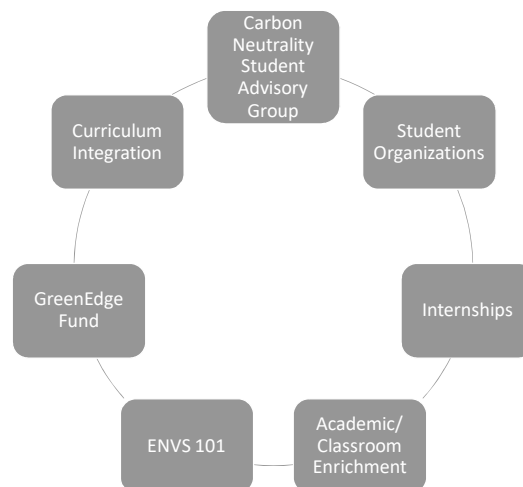 Carbon
Neutrality
Student
Advisory
Group
Student
Organizations
Internships
Academic/
Classroom
Enrichment
ENVS 101
GreenEdge
Fund
Curriculum
Integration